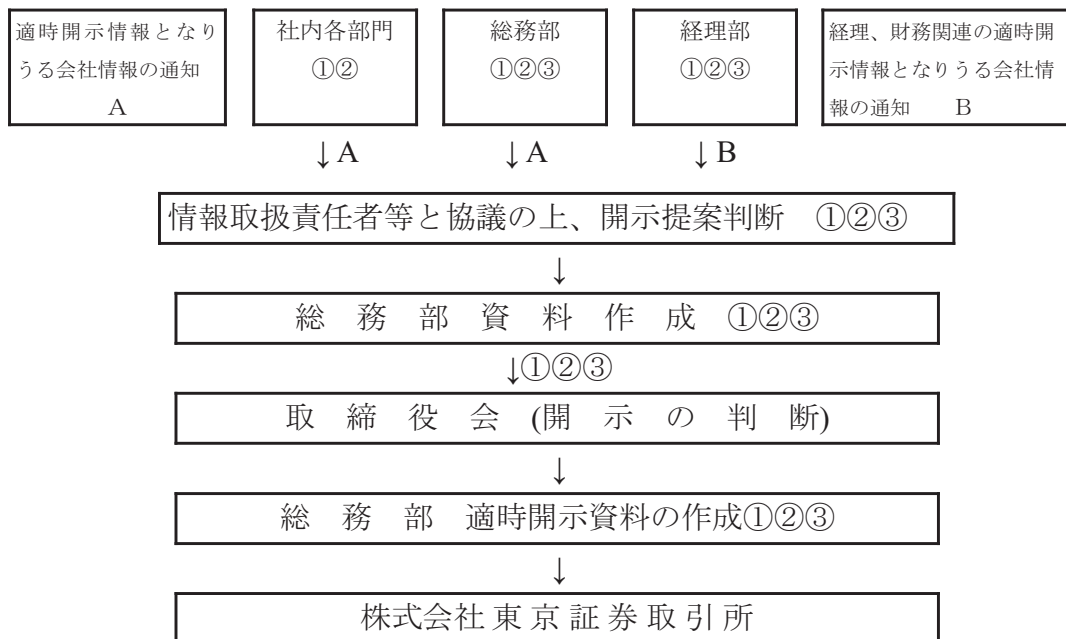 適時開示情報となり
うる会社情報の通知
A
社内各部門
①②
総務部
①②③
経理部
①②③
経理、財務関連の適時開
示情報となりうる会社情
報の通知 B
↓A
↓A
↓B
情報取扱責任者等と協議の上、開示提案判断 ①②③
↓
総 務 部 資 料 作 成 ①②③
↓①②③
取 締 役 会 (開 示 の 判 断)
↓
総 務 部 適時開示資料の作成①②③
↓
株式会社東京証券取引所